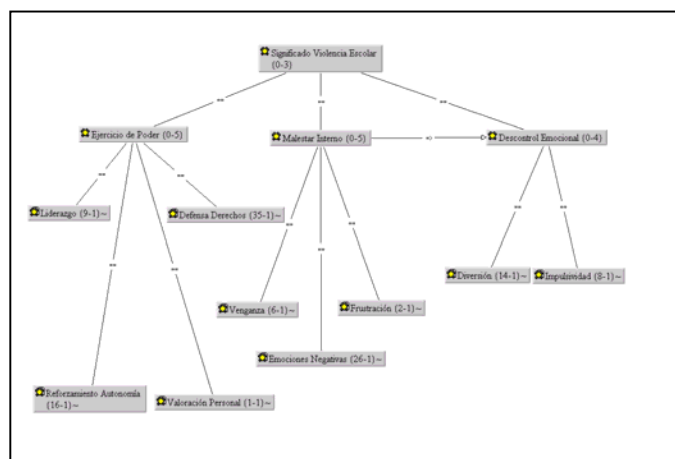 Significado Violencia Escolar
(0-3)
Ejercicio de Poder (0-5)
Malestar Interno (0-5)
Descontrol Emocional (0-4)
Liderazgo (9-1)~
Defensa Derechos (35-1)~
Diverión (14-1)~
Impulsividad (8-1)~
Venganza (6-1)~
Frustración (2-1)~
Emociones Negativas (26-1)~
Reforzamiento Autonomía
(16-1)~
Valoración Personal (1-1)~